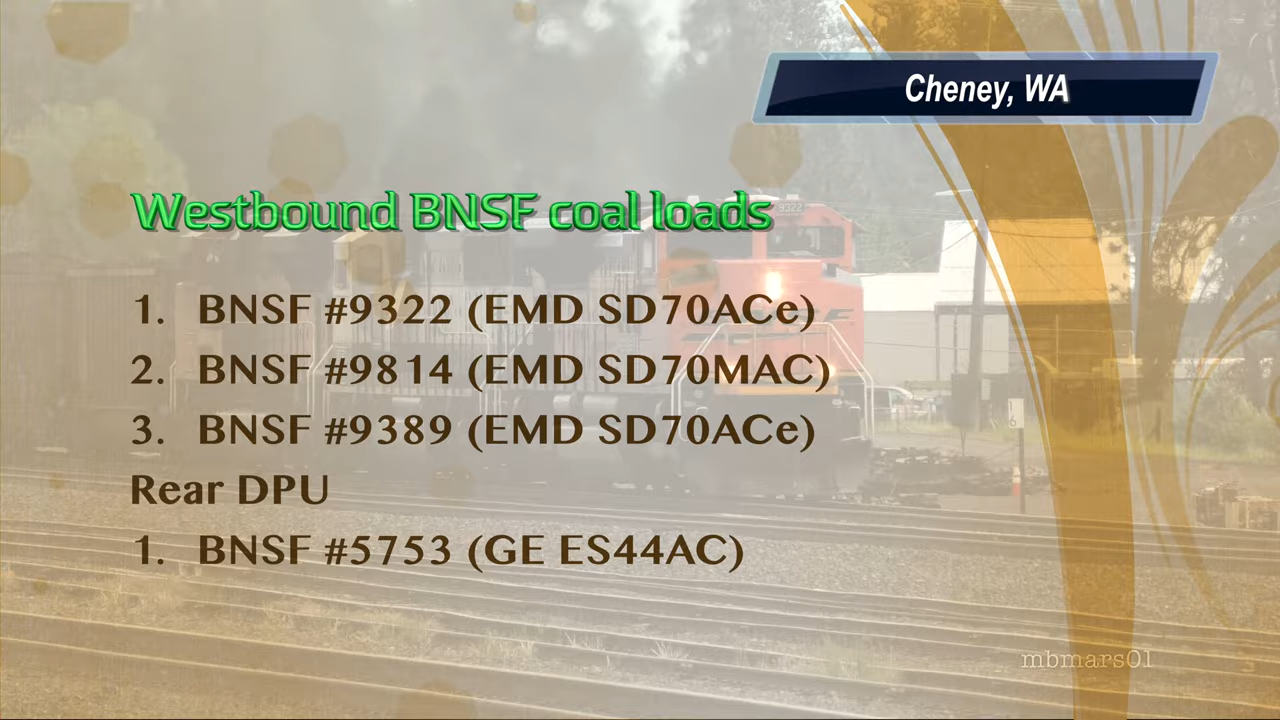 Cheney, WA
Westbound BNSF coal loads
9322
1. BNSF #9322 (EMD SD70ACe)
2. BNSF #9814 (EMD SD70MAC)
3. BNSF #9389 (EMD SD70ACe)
Rear DPU
1. BNSF #5753 (GE ES44AC)
mbmars01